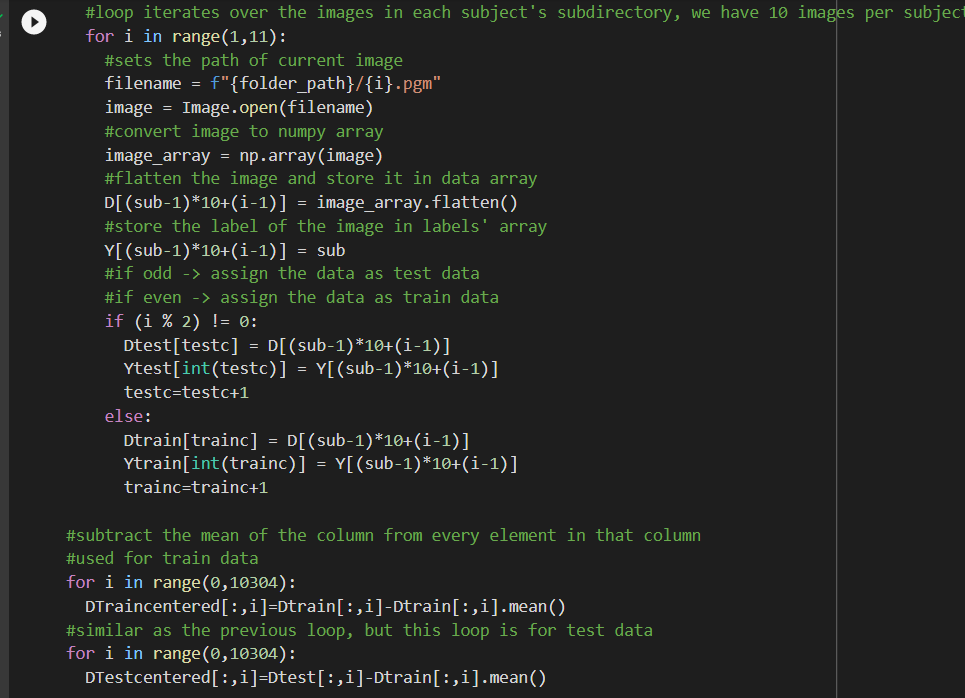 #loop iterates over the images in each subject's subdirectory, we have 10 images per subject
for i in range(1,11):
#sets the path of current image
filename = f"{folder_path}/{i}.pgm"
image = Image.open(filename)
#convert image to numpy array
image_array = np.array(image)
#flatten the image and store it in data array
D[(sub-1)*10+(i-1)] = image_array.flatten()
#store the label of the image in labels' array
Y[(sub-1)*10+(i-1)] = sub
#if odd -> assign the data as test data
#if even -> assign the data as train data
if (i % 2) != 0:
Dtest[testc] = D[(sub-1)*10+(i-1)]
Ytest[int(testc)] = Y[(sub-1)*10+(i-1)]
testc=testc+1
else:
Dtrain[trainc] = D[(sub-1)*10+(i-1)]
Ytrain[int(trainc)] = Y[(sub-1)*10+(i-1)]
trainc=trainc+1
#subtract the mean of the column from every element in that column
#used for train data
for i in range(0,10304):
DTraincentered[:,i]=Dtrain[:,i]-Dtrain[:,i].mean()
#similar as the previous loop, but this loop is for test data
for i in range(0,10304):
DTestcentered[:,i]=Dtest[:,i]-Dtrain[:,i].mean()